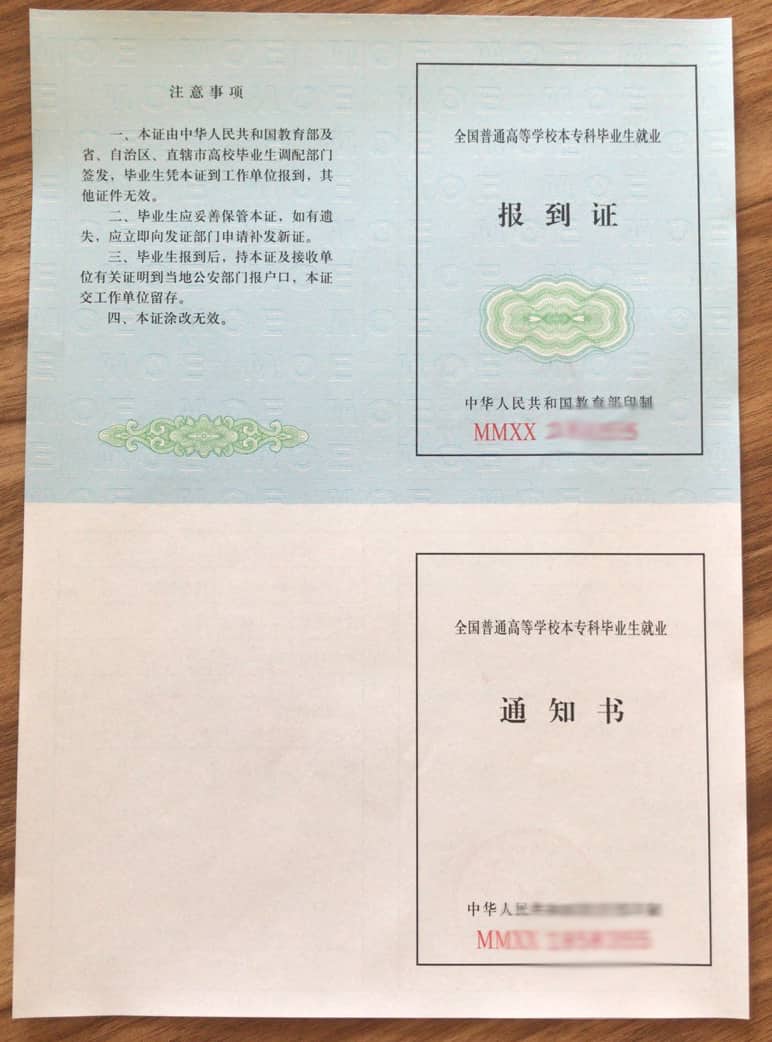 注意事项
一、本证由中华人民共和国教育部及
省、自治区、直辖市高校毕业生调配部门
签发，毕业生凭本证到工作单位报到，其
他证件无效。
二、毕业生应妥善保管本证，如有遗
失，应立即向发证部门申请补发新证。
三、毕业生报到后，持本证及接收单
位有关证明到当地公安部门报户口，本证
交工作单位留存。
四、本证涂改无效。
全国普通高等学校本专科毕业生就业
报到证
中华人民共和国教育部印制
MMXX
全国普通高等学校本专科毕业生就业
通知书
中华人民
MMXX